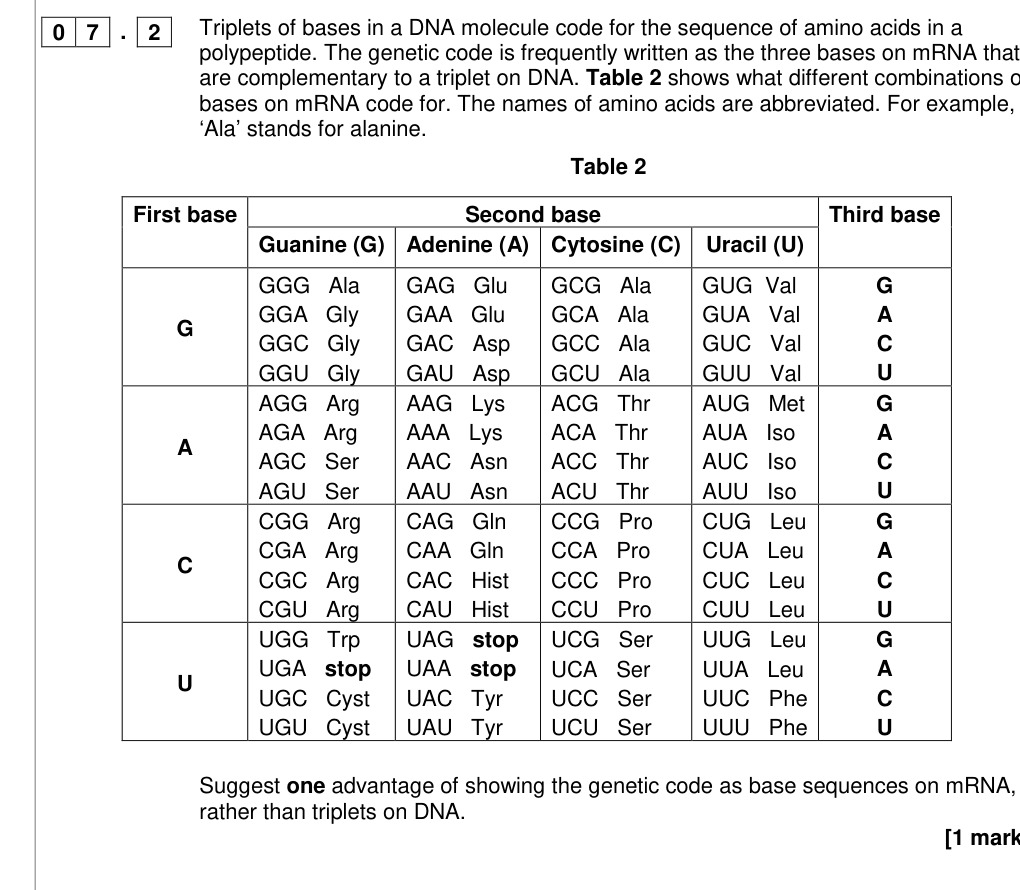 0 7 . 2
Triplets of bases in a DNA molecule code for the sequence of amino acids in a
polypeptide. The genetic code is frequently written as the three bases on mRNA that
are complementary to a triplet on DNA. Table 2 shows what different combinations o
bases on mRNA code for. The names of amino acids are abbreviated. For example,
‘Ala’ stands for alanine.
Table 2
First base Second base Third base
Guanine (G) Adenine (A) Cytosine (C) Uracil (U)
GGG Ala GAG Glu GCG Ala GUG Val G
GGA Gly GAA Glu GCA Ala GUA Val A
G
GGC Gly GAC Asp GCC Ala GUC Val C
GGU Gly GAU Asp GCU Ala GUU Val U
AGG Arg AAG Lys ACG Thr AUG Met G
AGA Arg AAA Lys ACA Thr AUA Iso A
A
AGC Ser AAC Asn ACC Thr AUC Iso C
AGU Ser AAU Asn ACU Thr AUU Iso U
CGG Arg CAG Gln CCG Pro CUG Leu G
CGA Arg CAA Gln CCA Pro CUA Leu A
C
CGC Arg CAC Hist CCC Pro CUC Leu C
CGU Arg CAU Hist CCU Pro CUU Leu U
UGG Trp UAG stop UCG Ser UUG Leu G
UGA stop UAA stop UCA Ser UUA Leu A
U
UGC Cyst UAC Tyr UCC Ser UUC Phe C
UGU Cyst UAU Tyr UCU Ser UUU Phe U
Suggest one advantage of showing the genetic code as base sequences on mRNA,
rather than triplets on DNA.
[1 mark